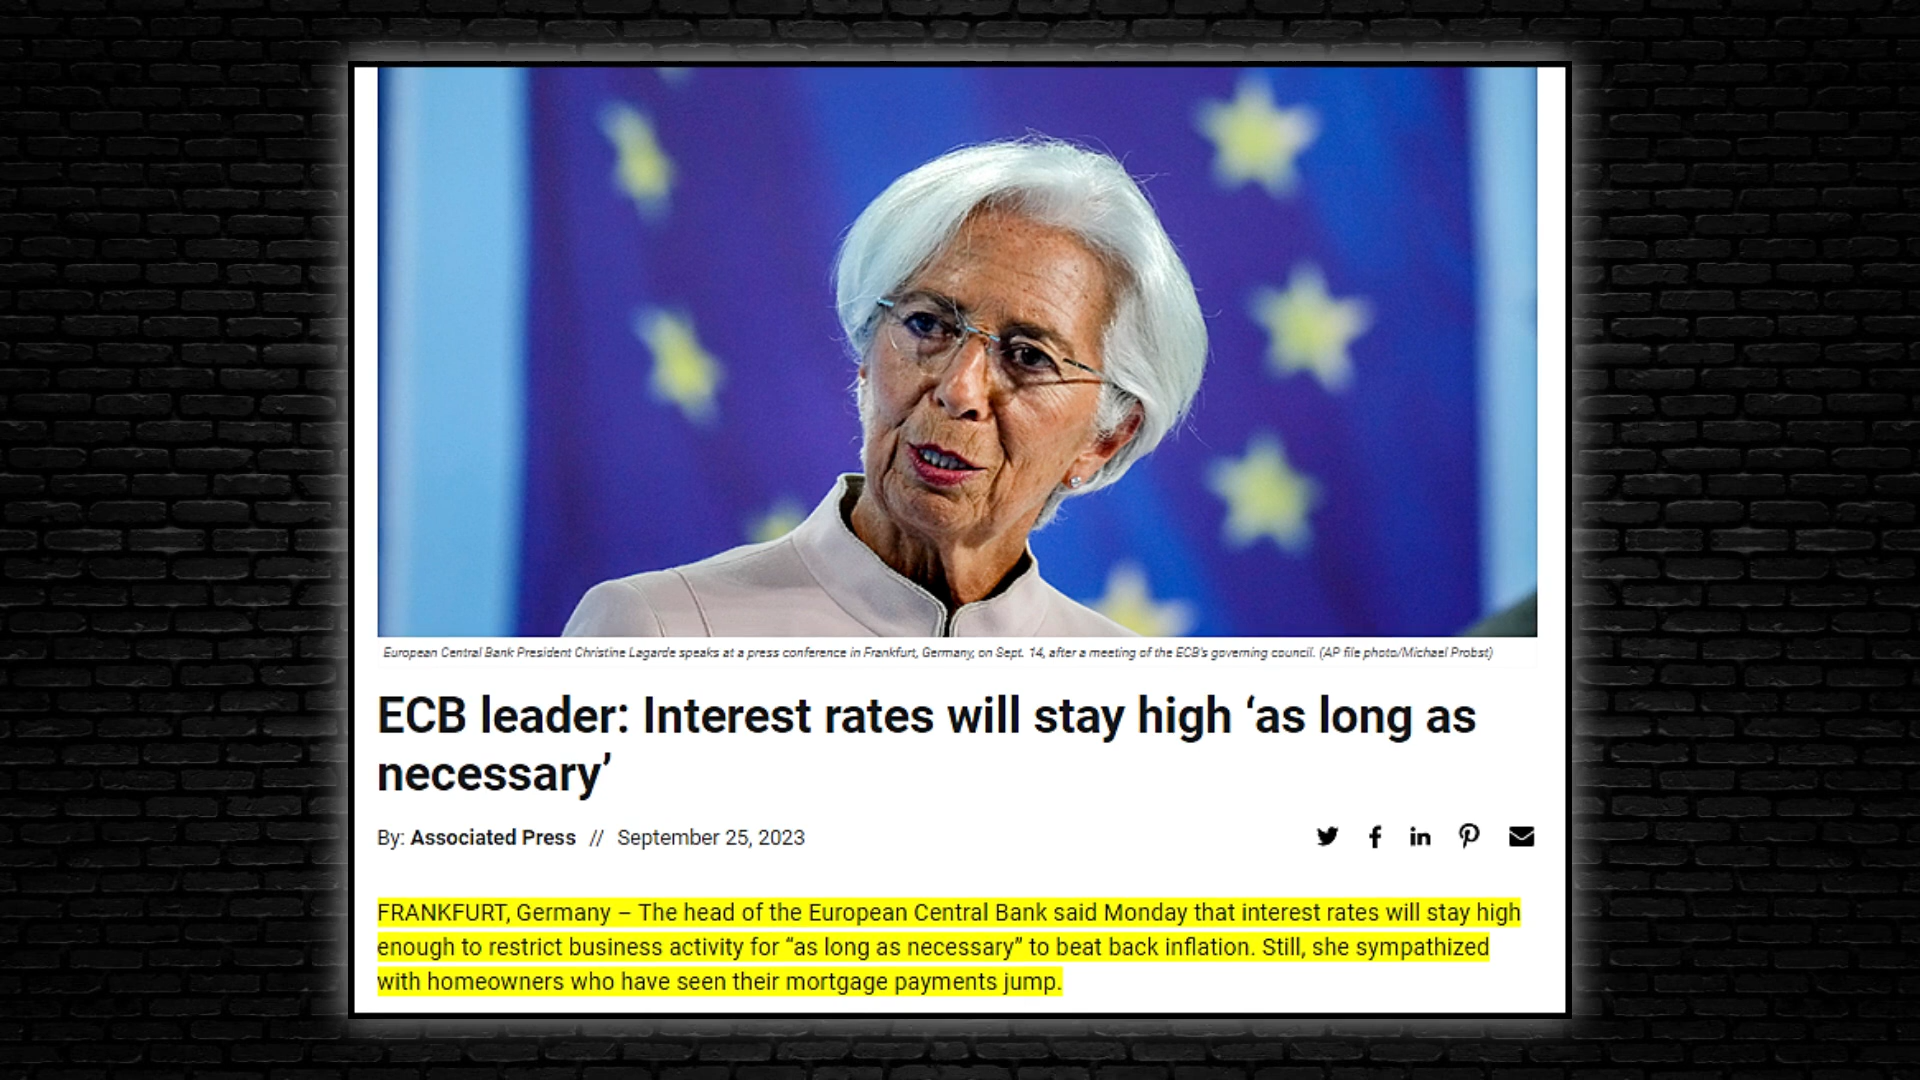 European Central Bank President Christine Lagarde speaks at a press conference in Frankfurt, Germany, on Sept. 14, after a meeting of the ECB's governing council. (AP file photo/Michael Probst)
ECB leader: Interest rates will stay high ‘as long as
necessary’
By: Associated Press // September 25, 2023
FRANKFURT, Germany – The head of the European Central Bank said Monday that interest rates will stay high
enough to restrict business activity for “as long as necessary” to beat back inflation. Still, she sympathized
with homeowners who have seen their mortgage payments jump.